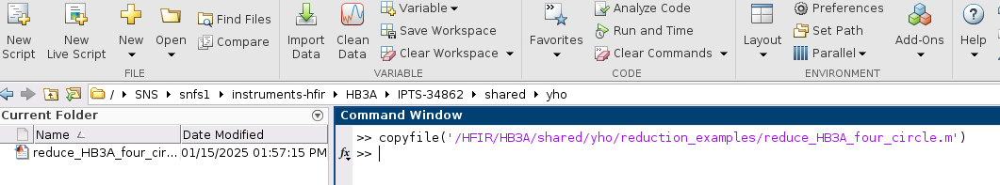 New Script
New Live Script
New
Open
Find Files
Compare
Import Data
Clean Data
Variable
Save Workspace
Clear Workspace
Favorites
Analyze Code
Run and Time
Clear Commands
Layout
Preferences
Set Path
Parallel
Add-Ons
Help
FILE
VARIABLE
CODE
ENVIRONMENT
/ SNS snfs1 instruments-hfir HB3A IPTS-34862 shared yho
Current Folder
Name
Date Modified
reduce_HB3A_four_cir... 01/15/2025 01:57:15 PM
Command Window
>> copyfile('/HFIR/HB3A/shared/yho/reduction_examples/reduce_HB3A_four_circle.m')
fx >>